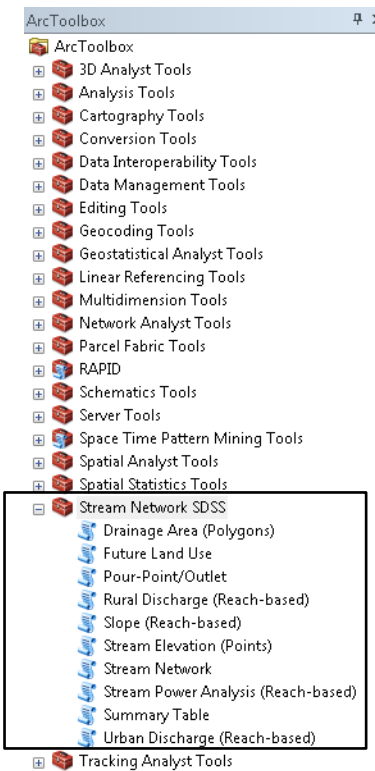 ArcToolbox
ArcToolbox
3D Analyst Tools
Analysis Tools
Cartography Tools
Conversion Tools
Data Interoperability Tools
Data Management Tools
Editing Tools
Geocoding Tools
Geostatistical Analyst Tools
Linear Referencing Tools
Multidimension Tools
Network Analyst Tools
Parcel Fabric Tools
RAPID
Schematics Tools
Server Tools
Space Time Pattern Mining Tools
Spatial Analyst Tools
Spatial Statistics Tools
Stream Network SDSS
Drainage Area (Polygons)
Future Land Use
Pour-Point/Outlet
Rural Discharge (Reach-based)
Slope (Reach-based)
Stream Elevation (Points)
Stream Network
Stream Power Analysis (Reach-based)
Summary Table
Urban Discharge (Reach-based)
Tracking Analyst Tools